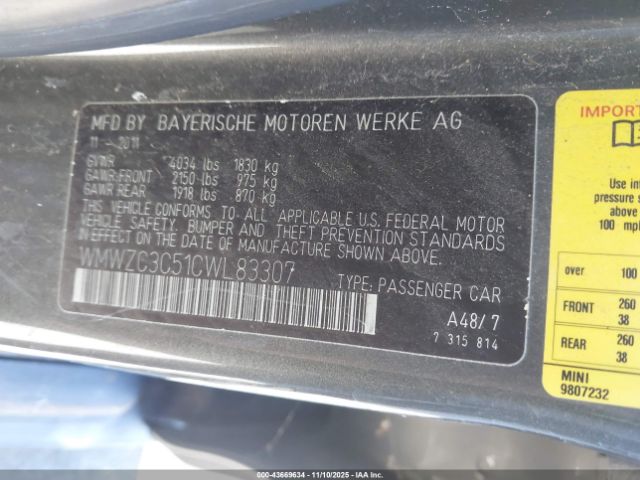 MFD BY BAYERISCHE MOTOREN WERKE AG
11 - 2011
GVWR 4034 lbs 1830 kg
GAWR FRONT 2150 lbs 975 kg
GAWR REAR 1918 lbs 870 kg
THIS VEHICLE CONFORMS TO ALL APPLICABLE U.S. FEDERAL MOTOR
VEHICLE SAFETY, BUMPER AND THEFT PREVENTION STANDARDS
IN EFFECT ON THE DATE OF MANUFACTURE SHOWN ABOVE.
WMWZC3C51CWL83307
TYPE: PASSENGER CAR
A48/7
7 315 814
IMPORT
Use in
pressure s
above
100 mph
over 100
FRONT 260
38
REAR 260
38
MINI
9807232
000-43669634 - 11/10/2025 - IAAI.COM